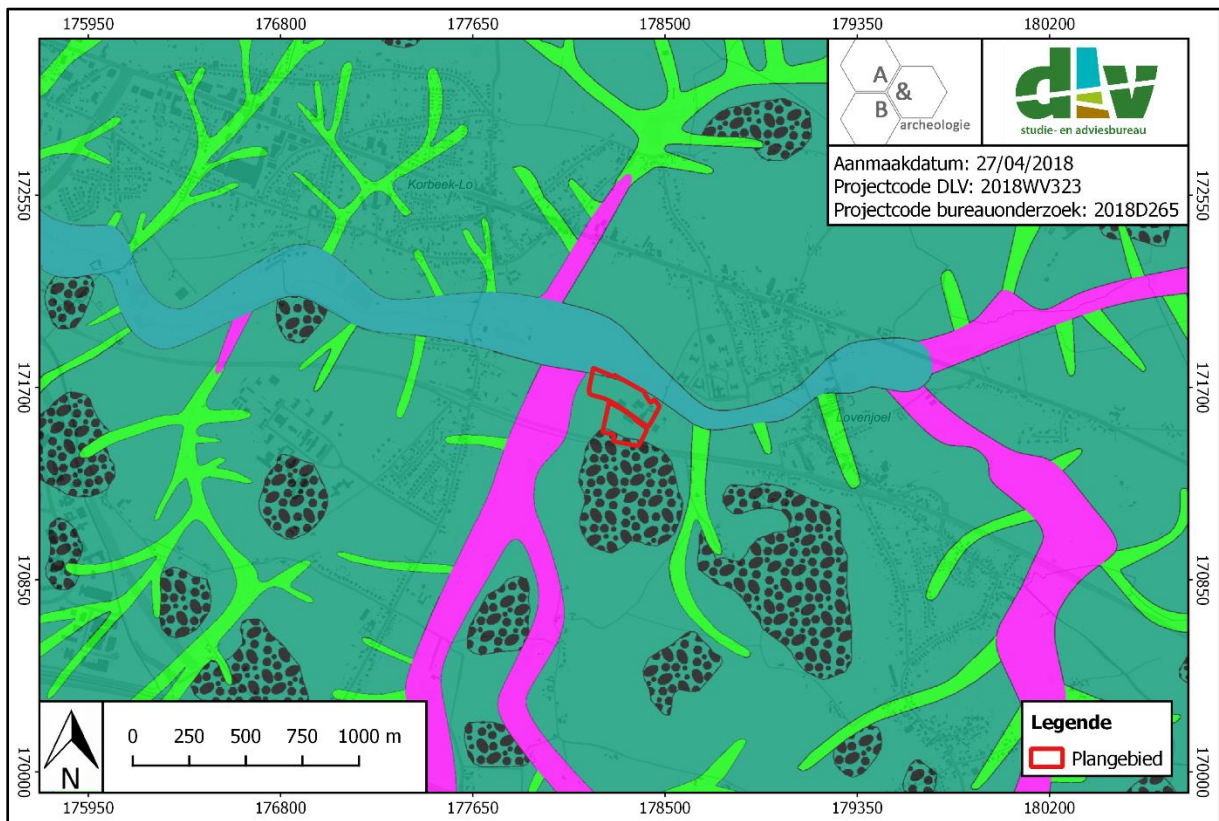 175950 176800 177650 178500 179350 180200
A
&
B
archeologie
dlv
studie- en adviesbureau
Aanmaakdatum: 27/04/2018
Projectcode DLV: 2018WV323
Projectcode bureauonderzoek: 2018D265
172550 172550
Korbeek-Lo
171700 171700
Lovenjoel
170850 170850
170000 170000
N
0 250 500 750 1000 m
Legende
Plangebied
175950 176800 177650 178500 179350 180200